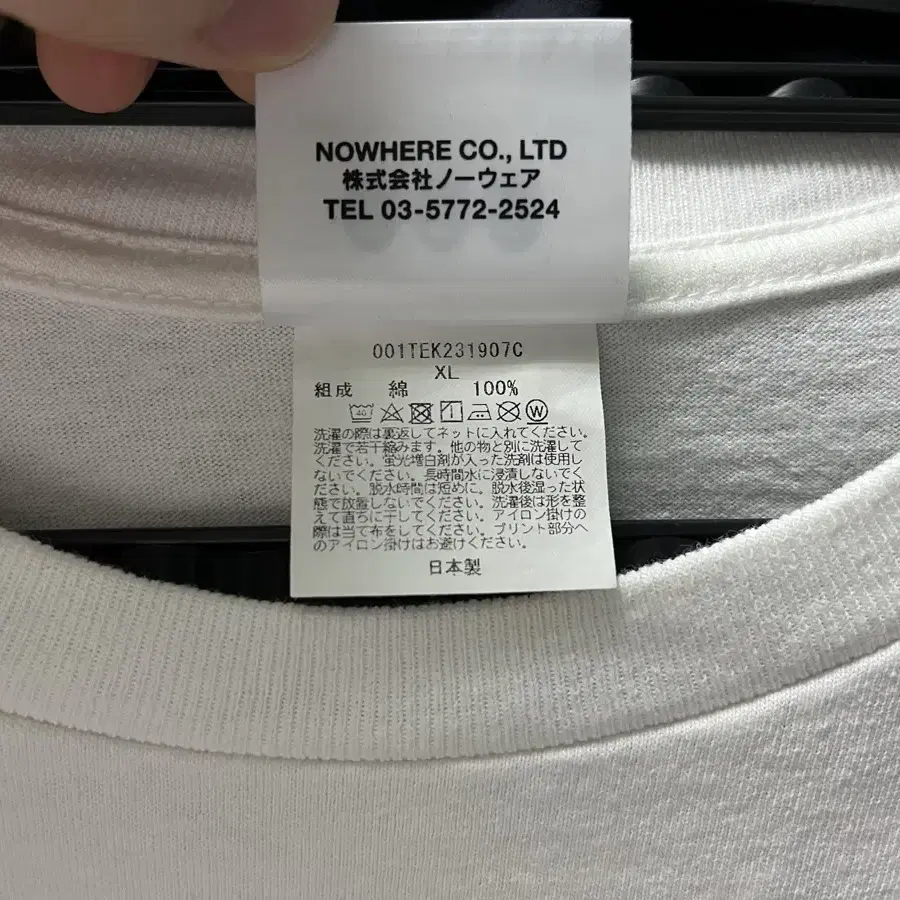 NOWHERE CO., LTD
株式会社ノーウェア
TEL 03-5772-2524
001TEK231907C
XL
組成 綿 100%
40 W
洗濯の際は裏返してネットに入れてください。
洗濯で若干縮みます。他の物と別に洗濯して
ください。蛍光増白剤が入った洗剤は使用し
ないでください。長時間水に浸漬しないでく
ださい。脱水時間は短めに。脱水後湿った状
態で放置しないでください。洗濯後は形を整
えて直ちに干してください。アイロン掛けの
際は当て布をしてください。プリント部分へ
のアイロン掛けはお避けください。
日本製